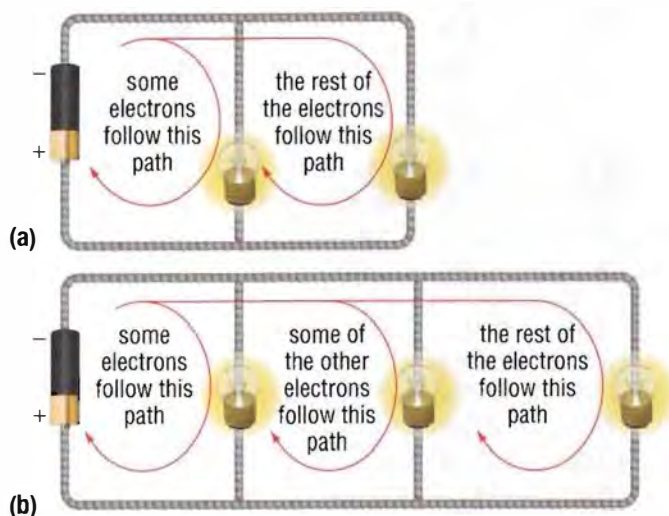 −
some
electrons
follow this
path
the rest of
the electrons
follow this
path
+
(a)
−
some
electrons
follow this
path
some of
the other
electrons
follow this
path
the rest of
the electrons
follow this
path
+
(b)